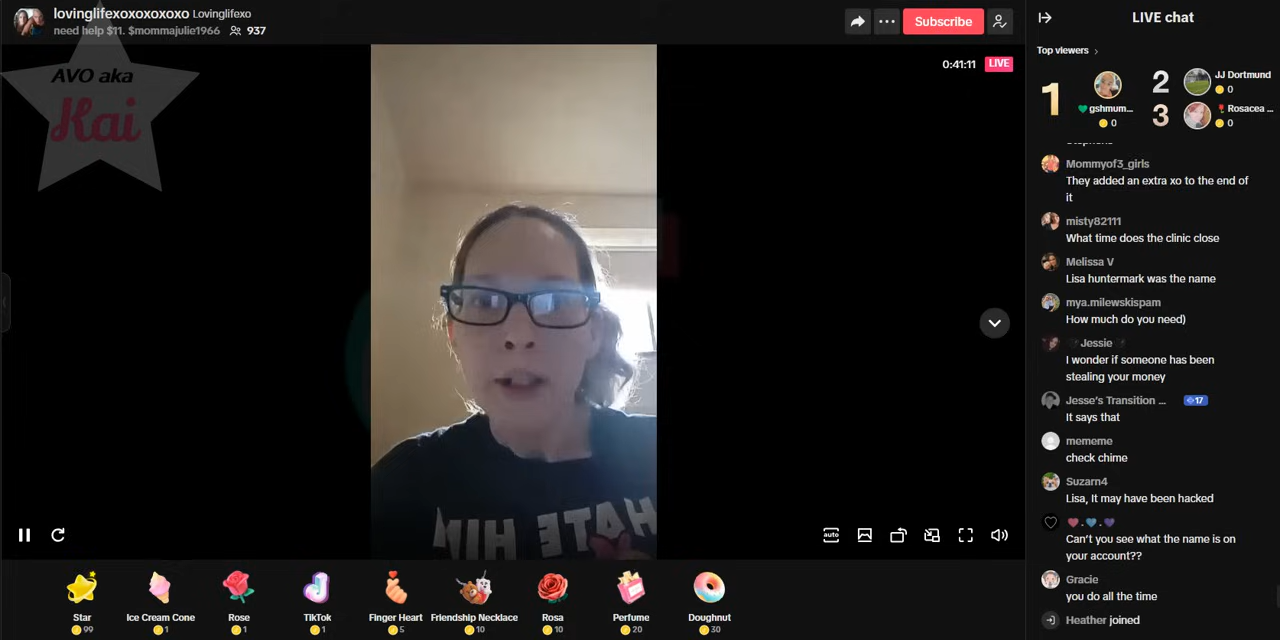 lovinglifexoxoxoxoxo Lovinglifexo
need help $11. $mommajulie1966 937
Subscribe
AVO aka
Kai
0:41:11 LIVE
HATE HIM
auto
Star
99
Ice Cream Cone
1
Rose
1
TikTok
1
Finger Heart
5
Friendship Necklace
10
Rosa
10
Perfume
20
Doughnut
30
LIVE chat
Top viewers
1
gshmum...
0
2
JJ Dortmund
0
3
Rosacea ...
0
Mommyof3_girls
They added an extra xo to the end of
it
misty82111
What time does the clinic close
Melissa V
Lisa huntermark was the name
mya.milewskispam
How much do you need)
Jessie
I wonder if someone has been
stealing your money
Jesse's Transition ... 17
It says that
mememe
check chime
Suzarn4
Lisa, It may have been hacked
Can't you see what the name is on
your account??
Gracie
you do all the time
Heather joined